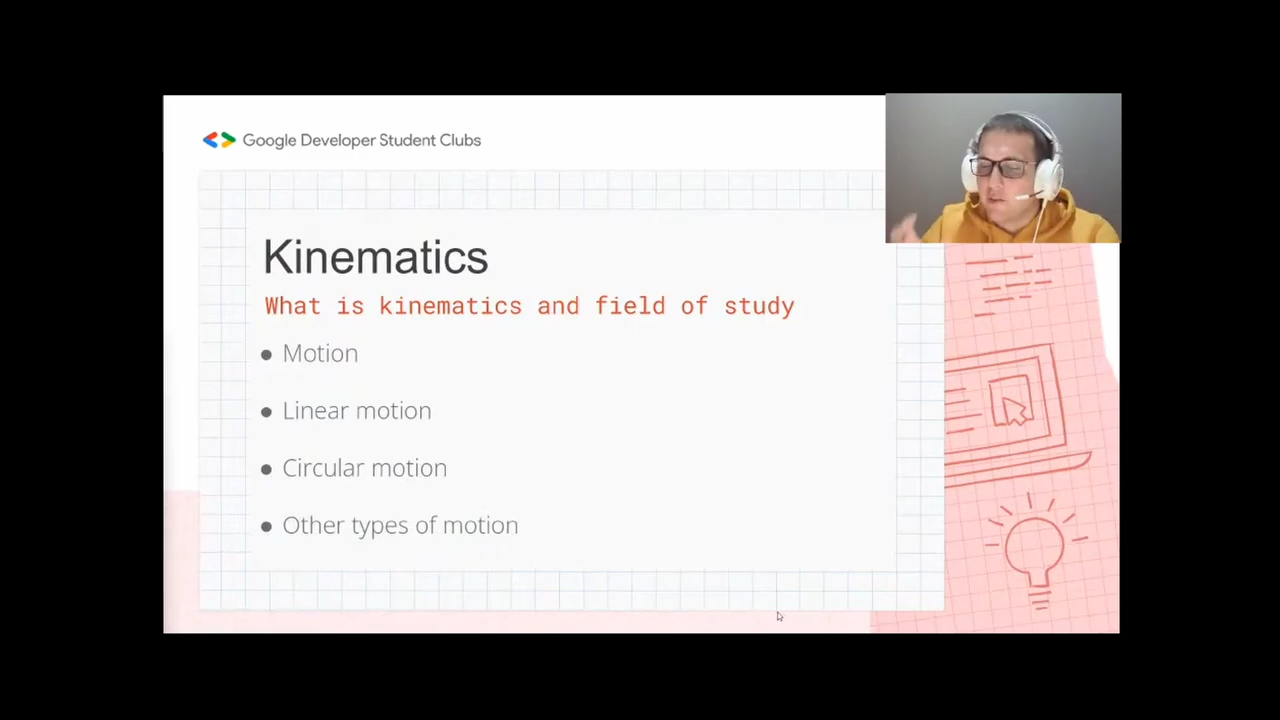 Google Developer Student Clubs
Kinematics
What is kinematics and field of study
● Motion
● Linear motion
● Circular motion
● Other types of motion